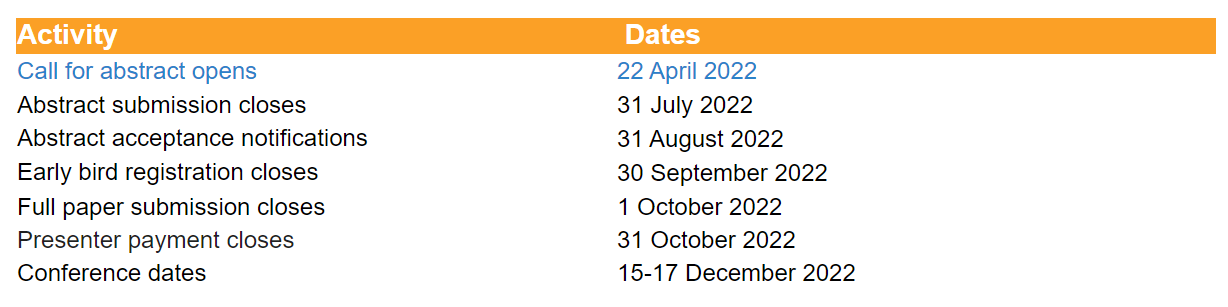 Activity Dates
Call for abstract opens 22 April 2022
Abstract submission closes 31 July 2022
Abstract acceptance notifications 31 August 2022
Early bird registration closes 30 September 2022
Full paper submission closes 1 October 2022
Presenter payment closes 31 October 2022
Conference dates 15-17 December 2022